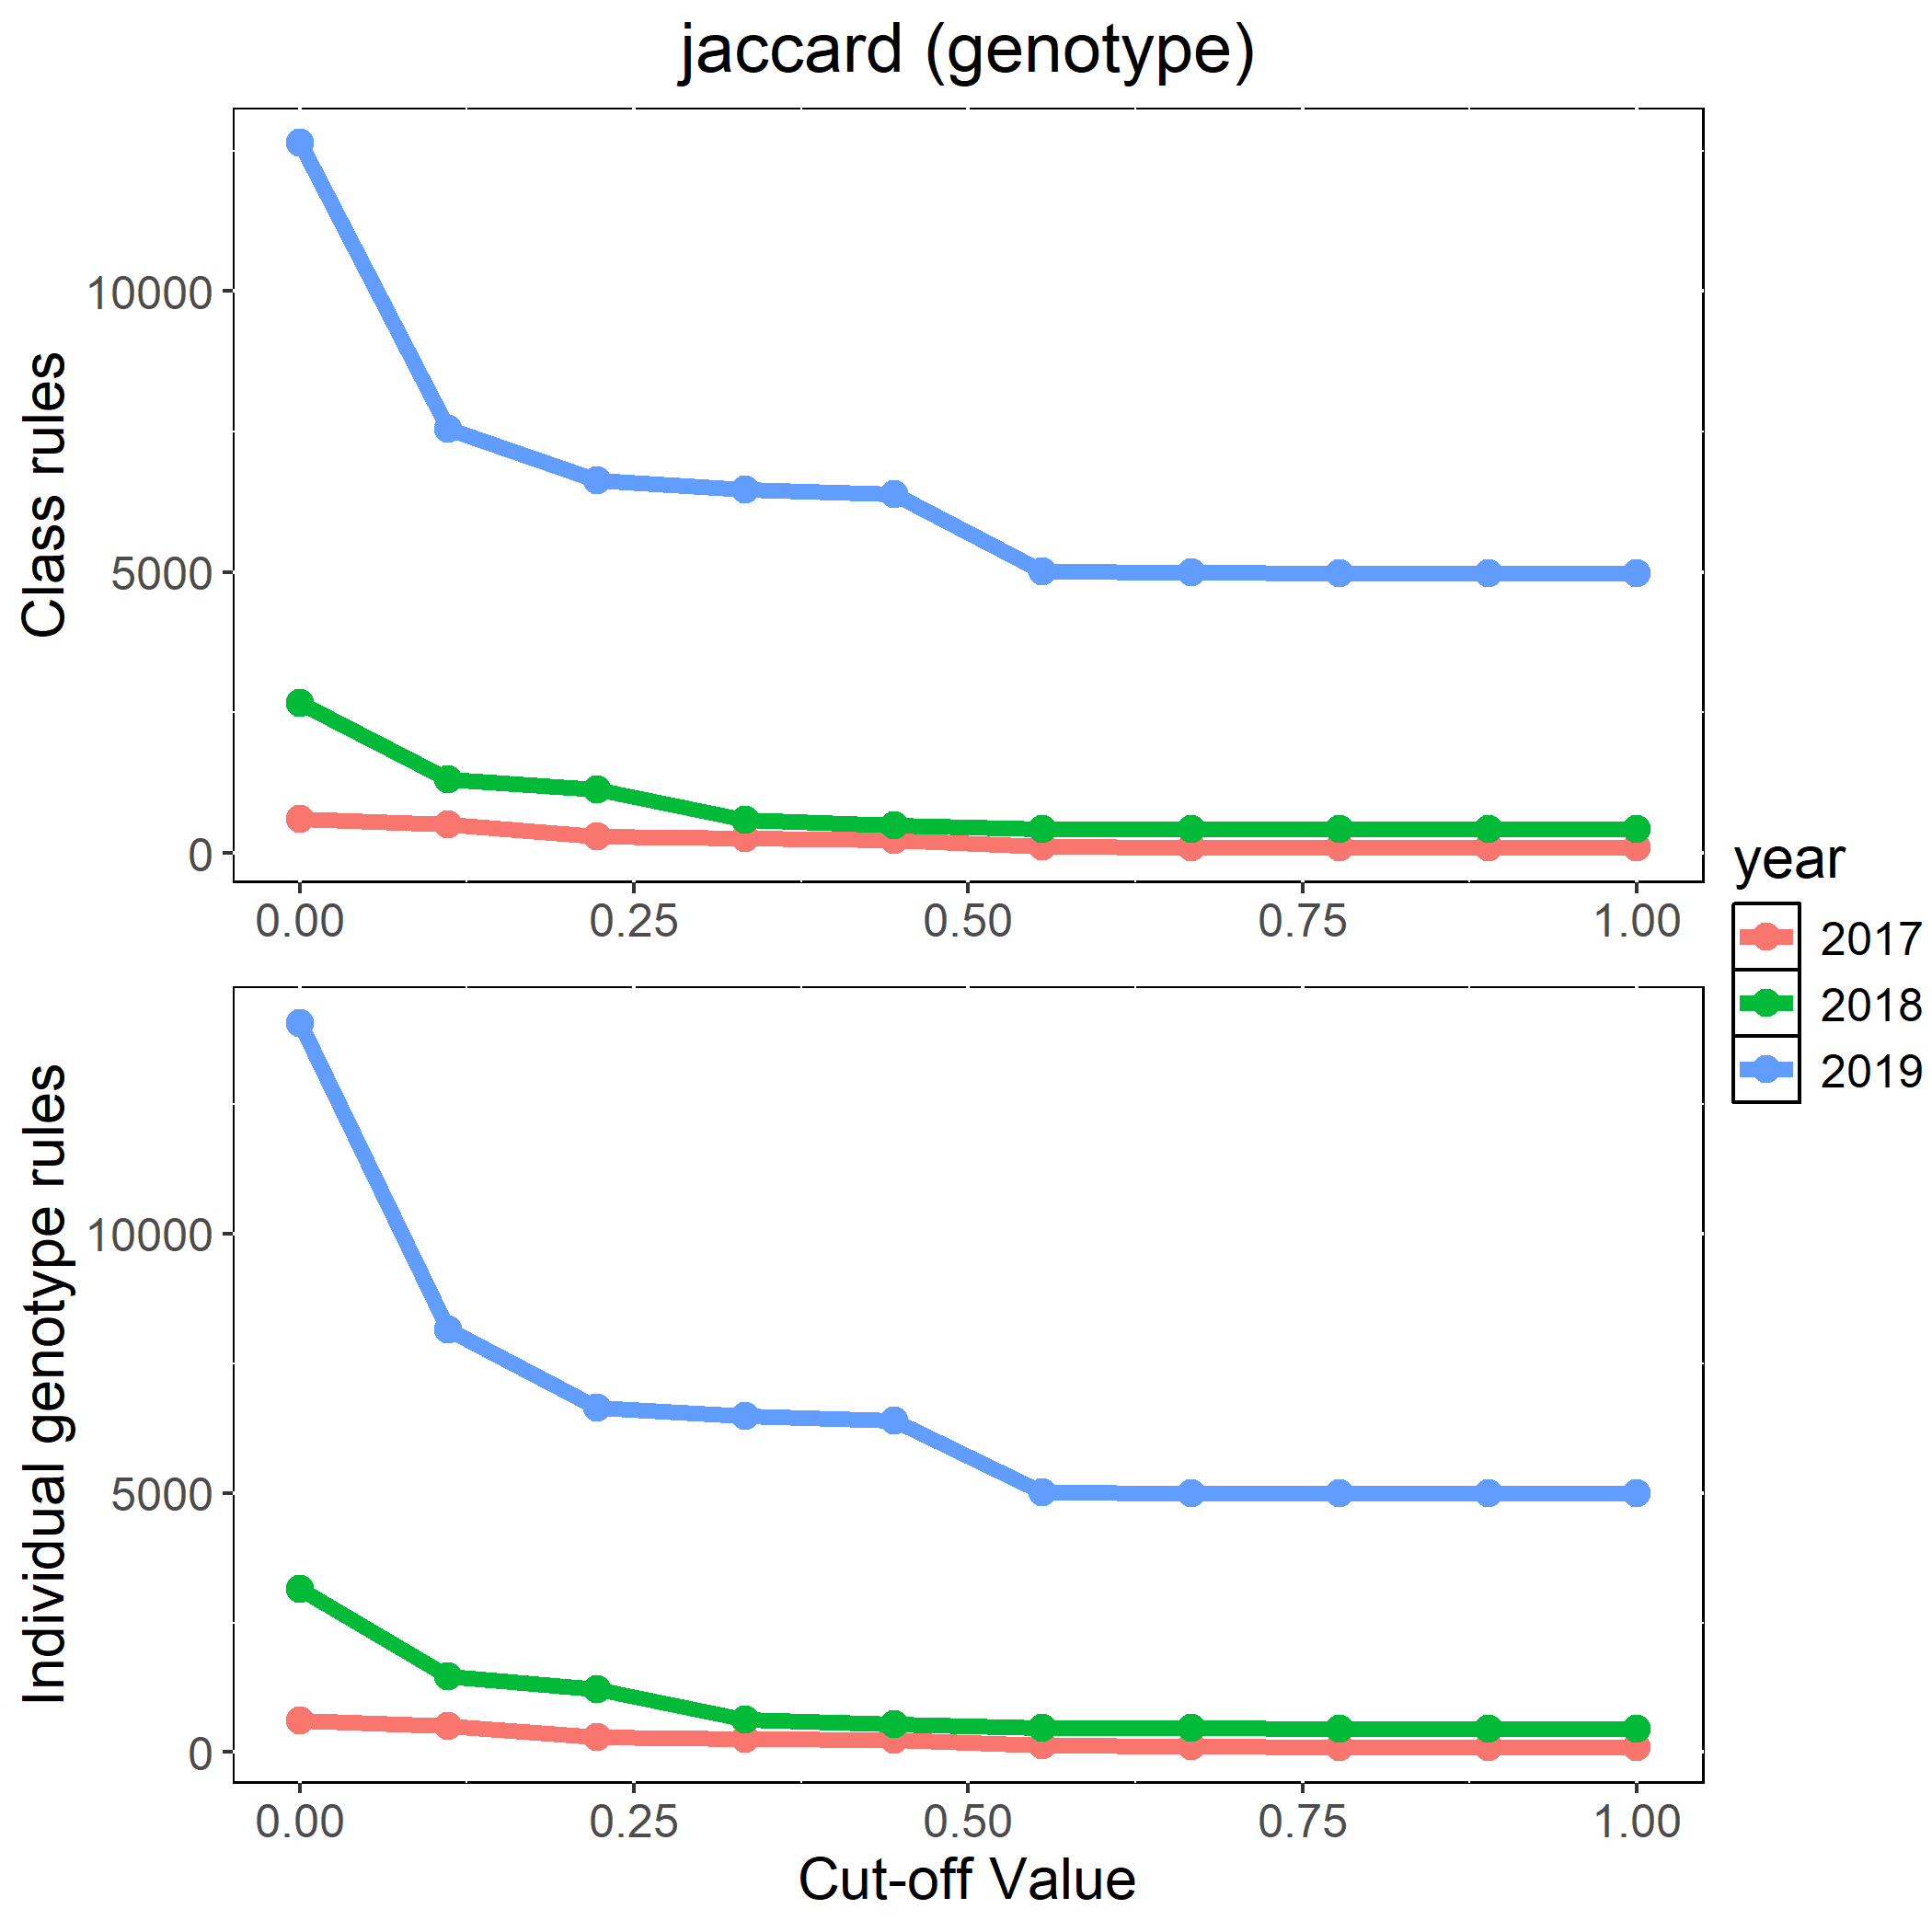 jaccard (genotype)
Class rules
10000
5000
0
0.00 0.25 0.50 0.75 1.00
year
2017
2018
2019
Individual genotype rules
10000
5000
0
0.00 0.25 0.50 0.75 1.00
Cut-off Value